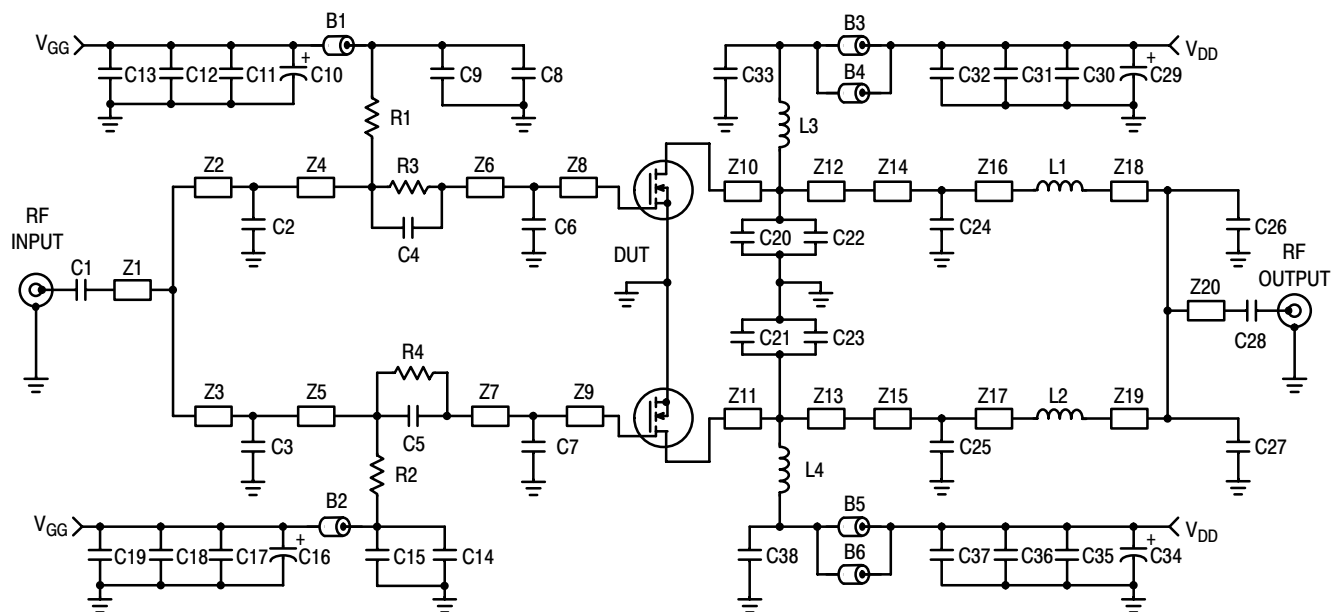 B1
B3
V_GG
V_DD
C13
C12
C11
+
C10
C9
C8
C33
B4
C32
C31
C30
+
C29
R1
L3
Z2
Z4
R3
Z6
Z8
Z10
Z12
Z14
Z16
L1
Z18
RF
INPUT
C2
C4
C6
C20
C22
C24
C26
DUT
RF
OUTPUT
C1
Z1
Z20
C28
C21
C23
R4
Z3
Z5
Z7
Z9
Z11
Z13
Z15
Z17
L2
Z19
C3
C5
C7
C25
C27
R2
L4
B2
B5
V_GG
V_DD
C19
C18
C17
+
C16
C15
C14
C38
B6
C37
C36
C35
+
C34